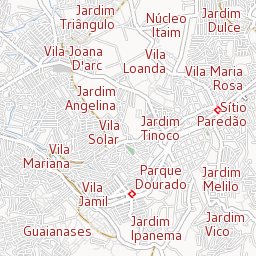 Jardim
Triângulo
Núcleo
Itaim
Jardim
Dulce
Vila Joana
D'arc
Vila
Loanda
Vila Maria
Rosa
Jardim
Angelina
Sítio
Paredão
Vila
Solar
Jardim
Tinoco
Vila
Mariana
Parque
Dourado
Jardim
Melilo
Vila
Jamil
Guaianases
Jardim
Ipanema
Jardim
Vico